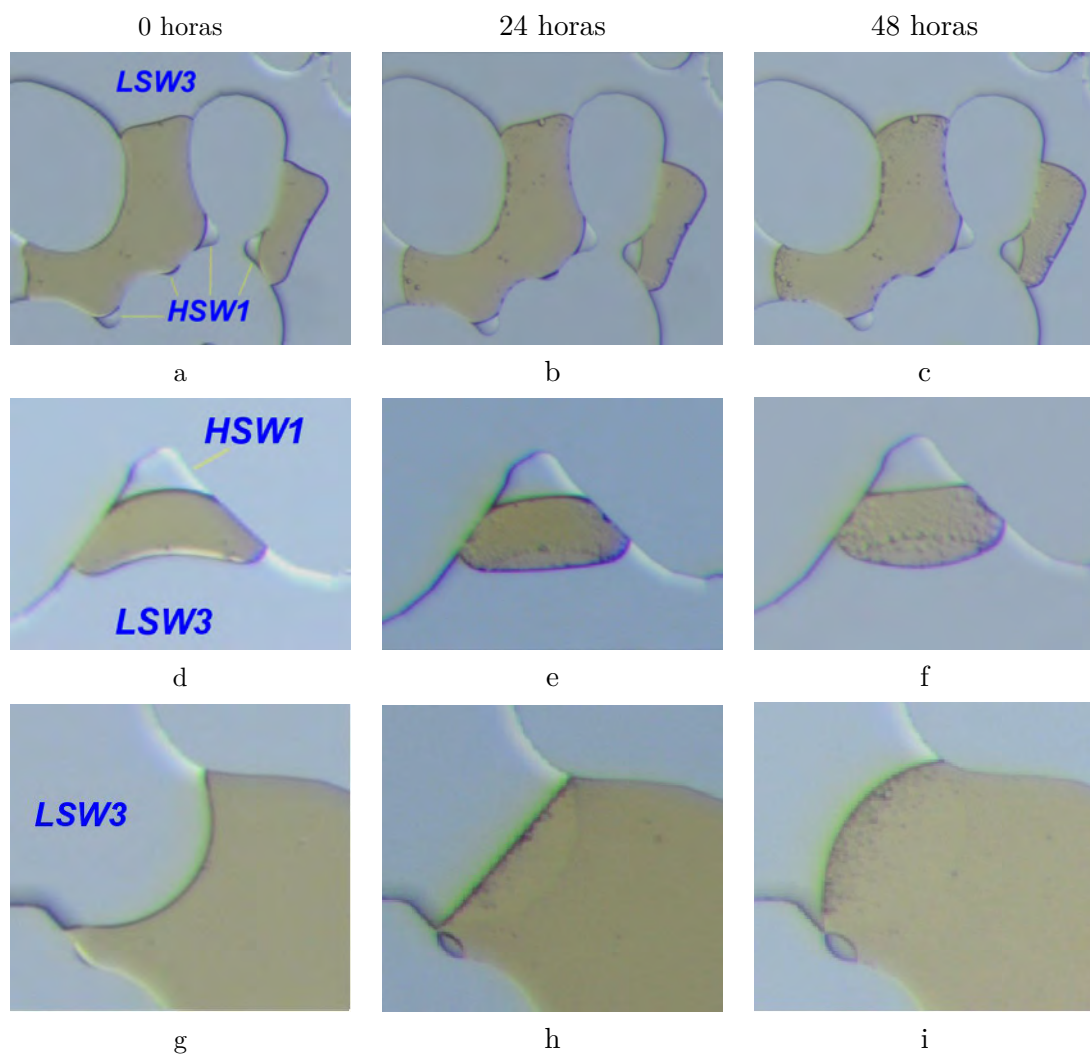 0 horas 24 horas 48 horas
LSW3
HSW1
a b c
HSW1
LSW3
d e f
LSW3
g h i